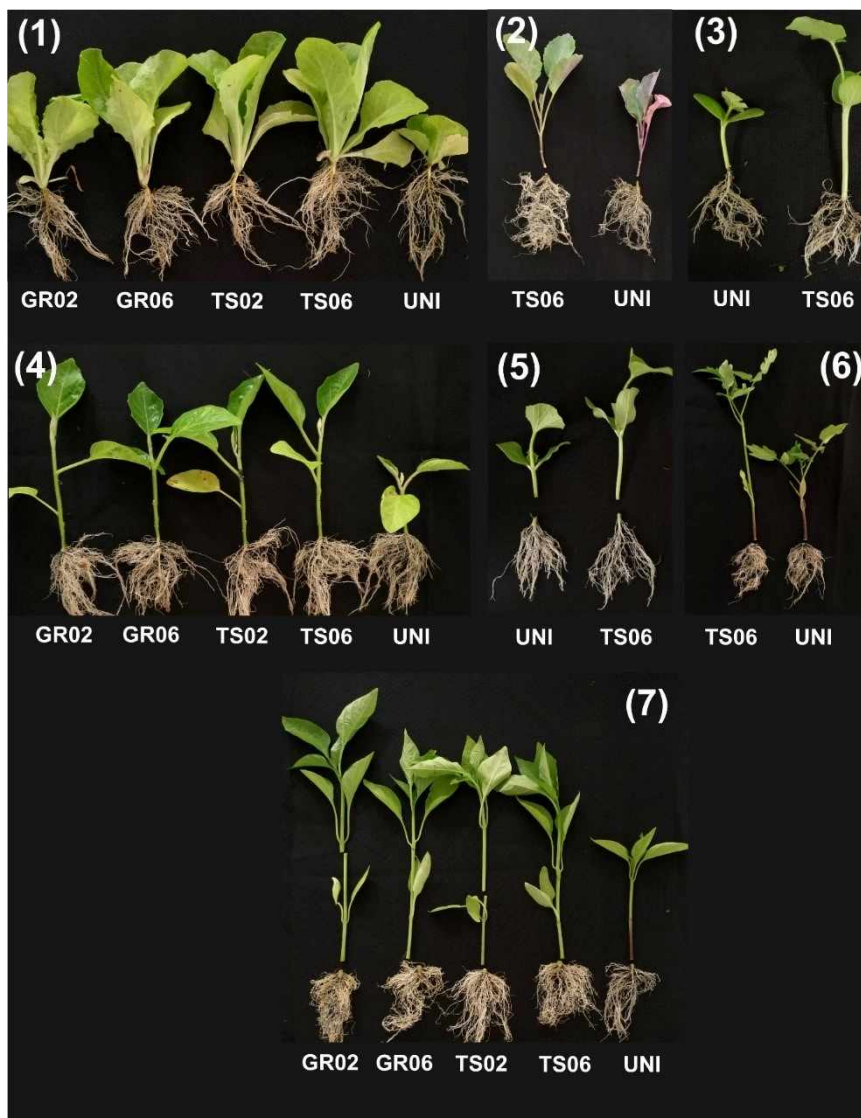 (1)
GR02 GR06 TS02 TS06 UNI
(2)
TS06 UNI
(3)
UNI TS06
(4)
GR02 GR06 TS02 TS06 UNI
(5)
UNI TS06
(6)
TS06 UNI
(7)
GR02 GR06 TS02 TS06 UNI